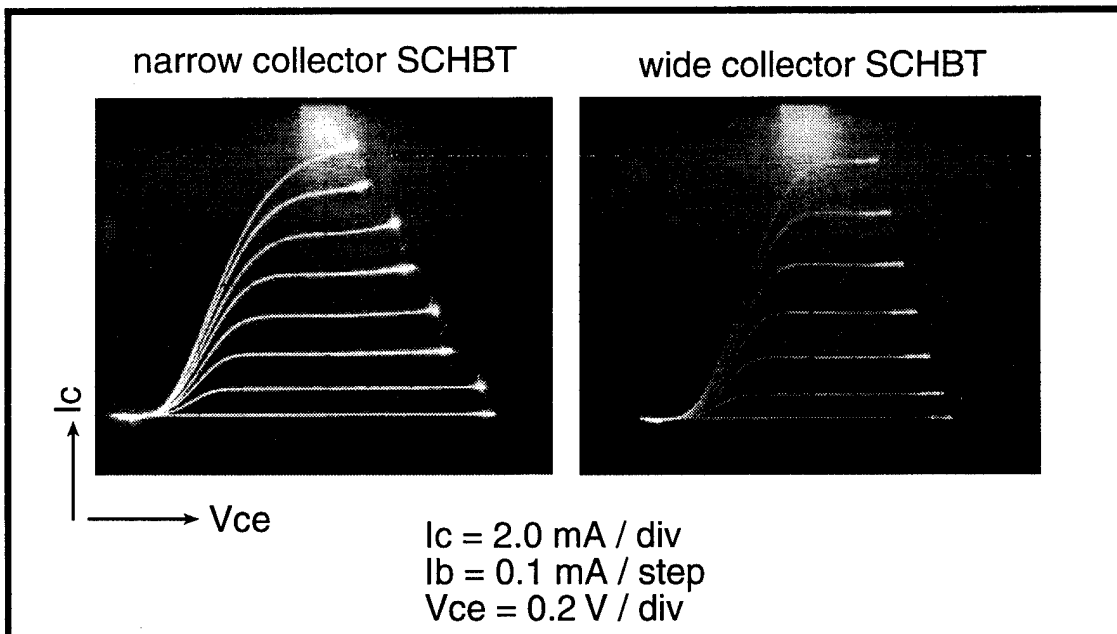 narrow collector SCHBT
wide collector SCHBT
Ic
Vce
Ic = 2.0 mA / div
Ib = 0.1 mA / step
Vce = 0.2 V / div